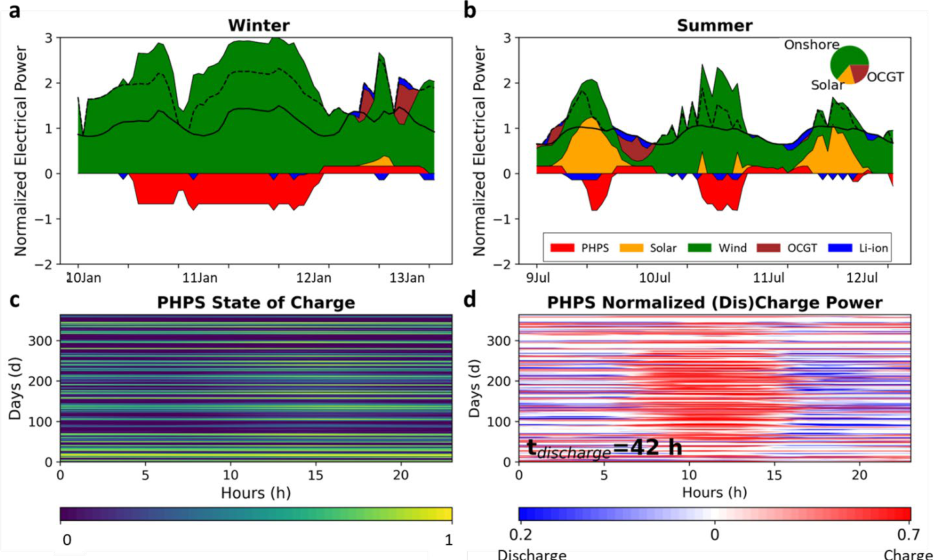 a
Winter
Normalized Electrical Power
3
2
1
0
−1
−2
10Jan 11Jan 12Jan 13Jan
b
Summer
Normalized Electrical Power
3
2
1
0
−1
−2
Onshore
OCGT
Solar
PHPS Solar Wind OCGT Li-ion
9Jul 10Jul 11Jul 12Jul
c
PHPS State of Charge
Days (d)
300
200
100
0
0 5 10 15 20
Hours (h)
0 1
d
PHPS Normalized (Dis)Charge Power
Days (d)
300
200
100
0
tdischarge=42 h
0 5 10 15 20
Hours (h)
0.2 0 0.7
Discharge Charge